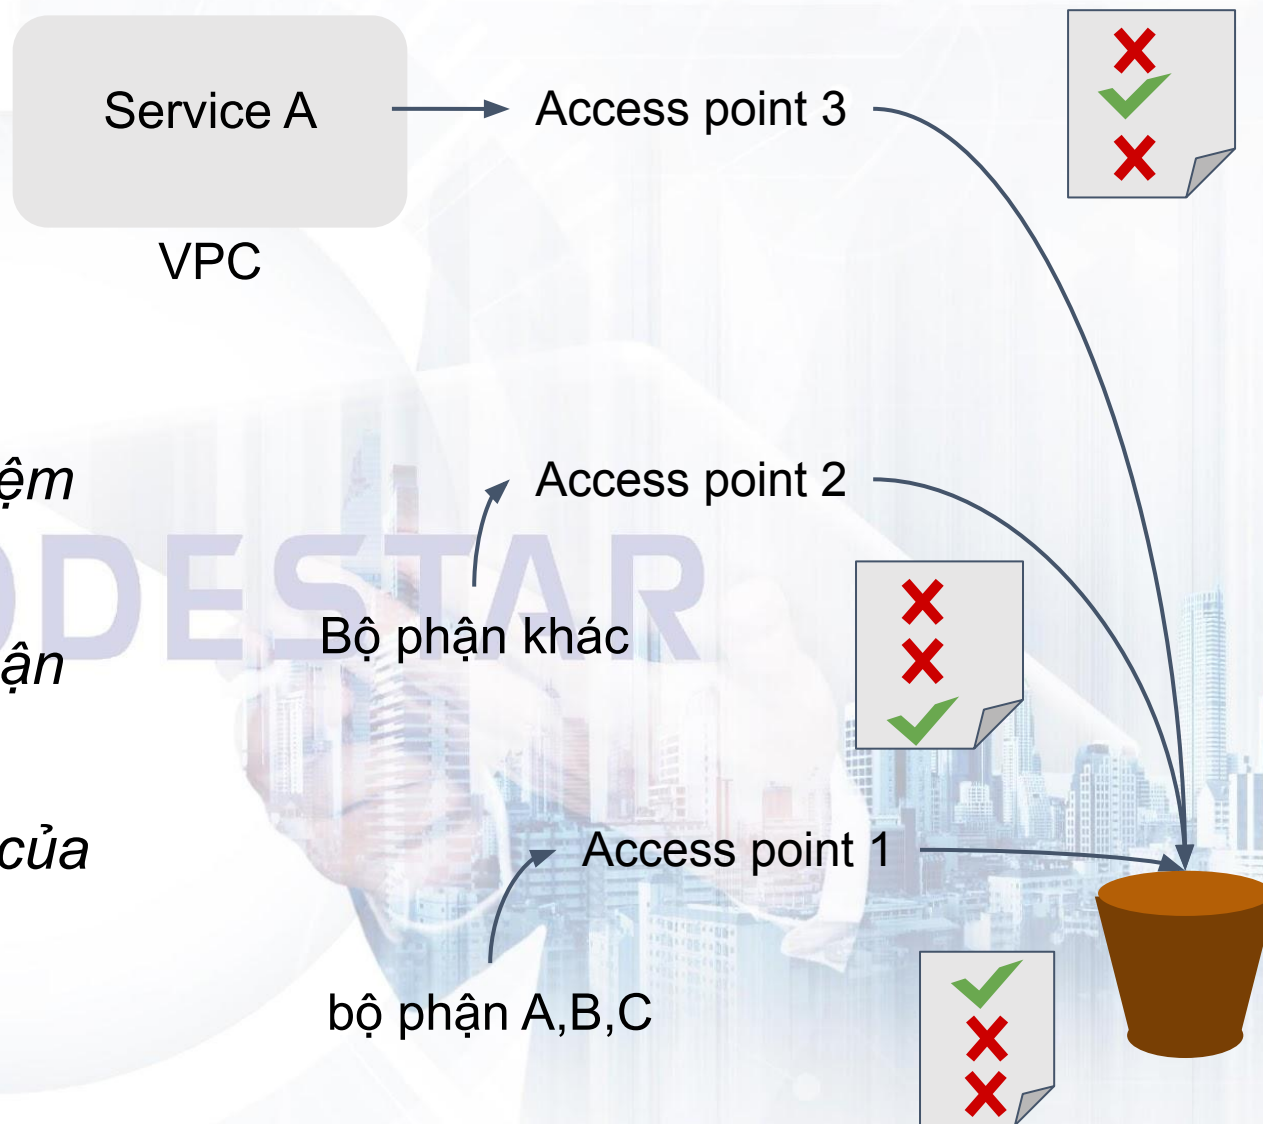 Service A
Access point 3
VPC
ệm
Access point 2
ODESTAR
Bộ phận khác
ận
của
Access point 1
bộ phận A,B,C